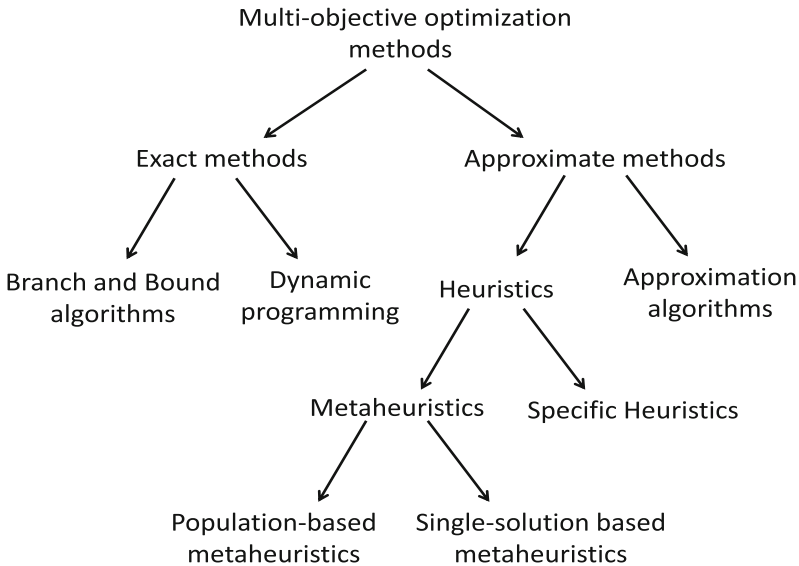 Multi-objective optimization
methods
Exact methods
Approximate methods
Branch and Bound
algorithms
Dynamic
programming
Heuristics
Approximation
algorithms
Metaheuristics
Specific Heuristics
Population-based
metaheuristics
Single-solution based
metaheuristics